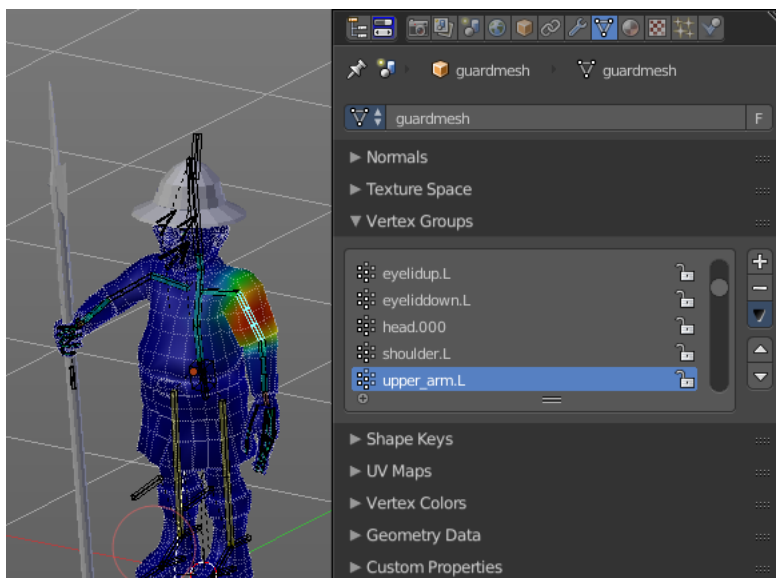 guardmesh guardmesh
guardmesh F
Normals
Texture Space
Vertex Groups
eyelidup.L
eyeliddown.L
head.000
shoulder.L
upper_arm.L
Shape Keys
UV Maps
Vertex Colors
Geometry Data
Custom Properties